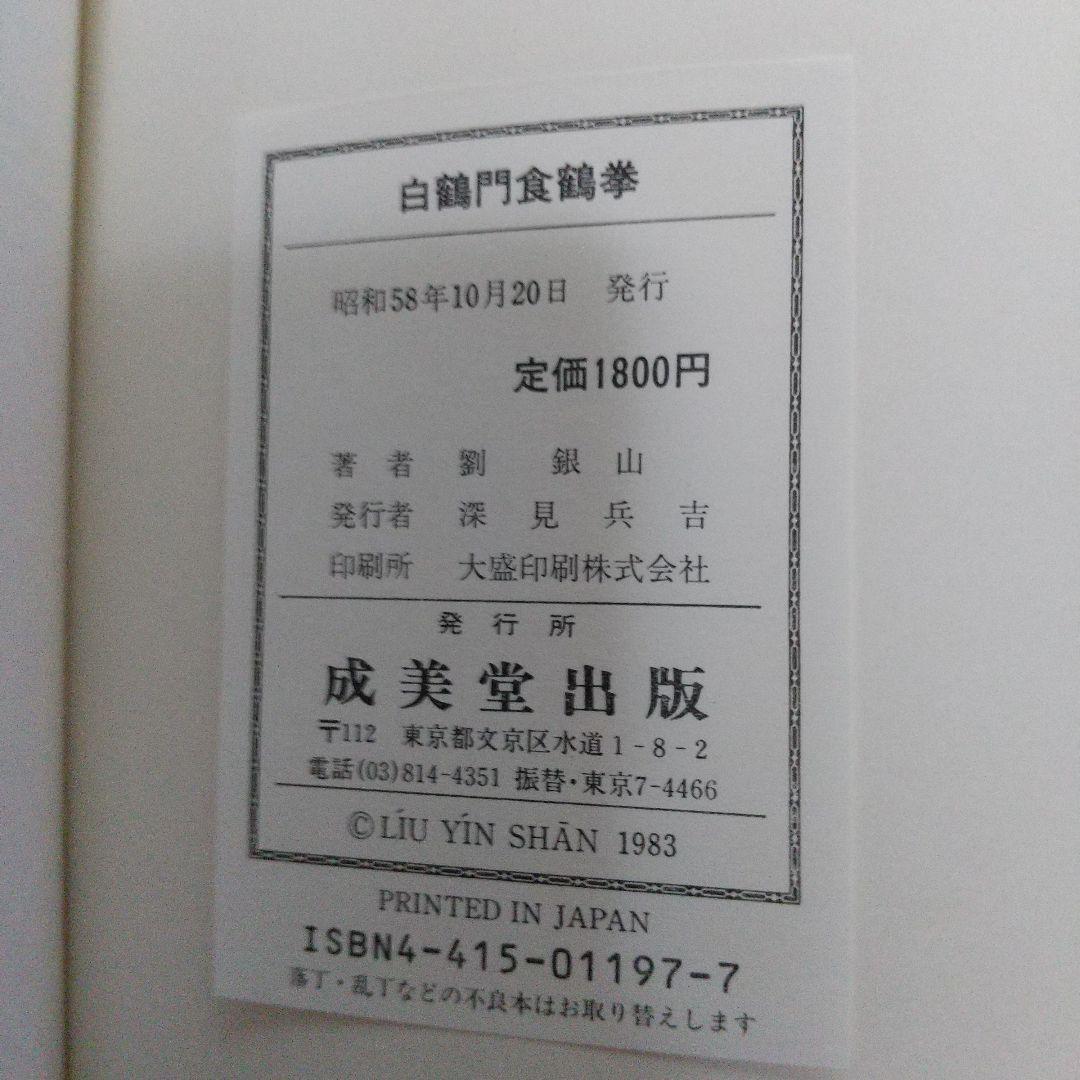 白鶴門食鶴拳
昭和58年10月20日 発行
定価1800円
著者 劉 銀山
発行者 深見兵吉
印刷所 大盛印刷株式会社
発行所
成美堂出版
〒112 東京都文京区水道1-8-2
電話(03)814-4351 振替・東京7-4466
©LÍU YÍN SHĀN 1983
PRINTED IN JAPAN
ISBN4-415-01197-7
落丁・乱丁などの不良本はお取り替えします